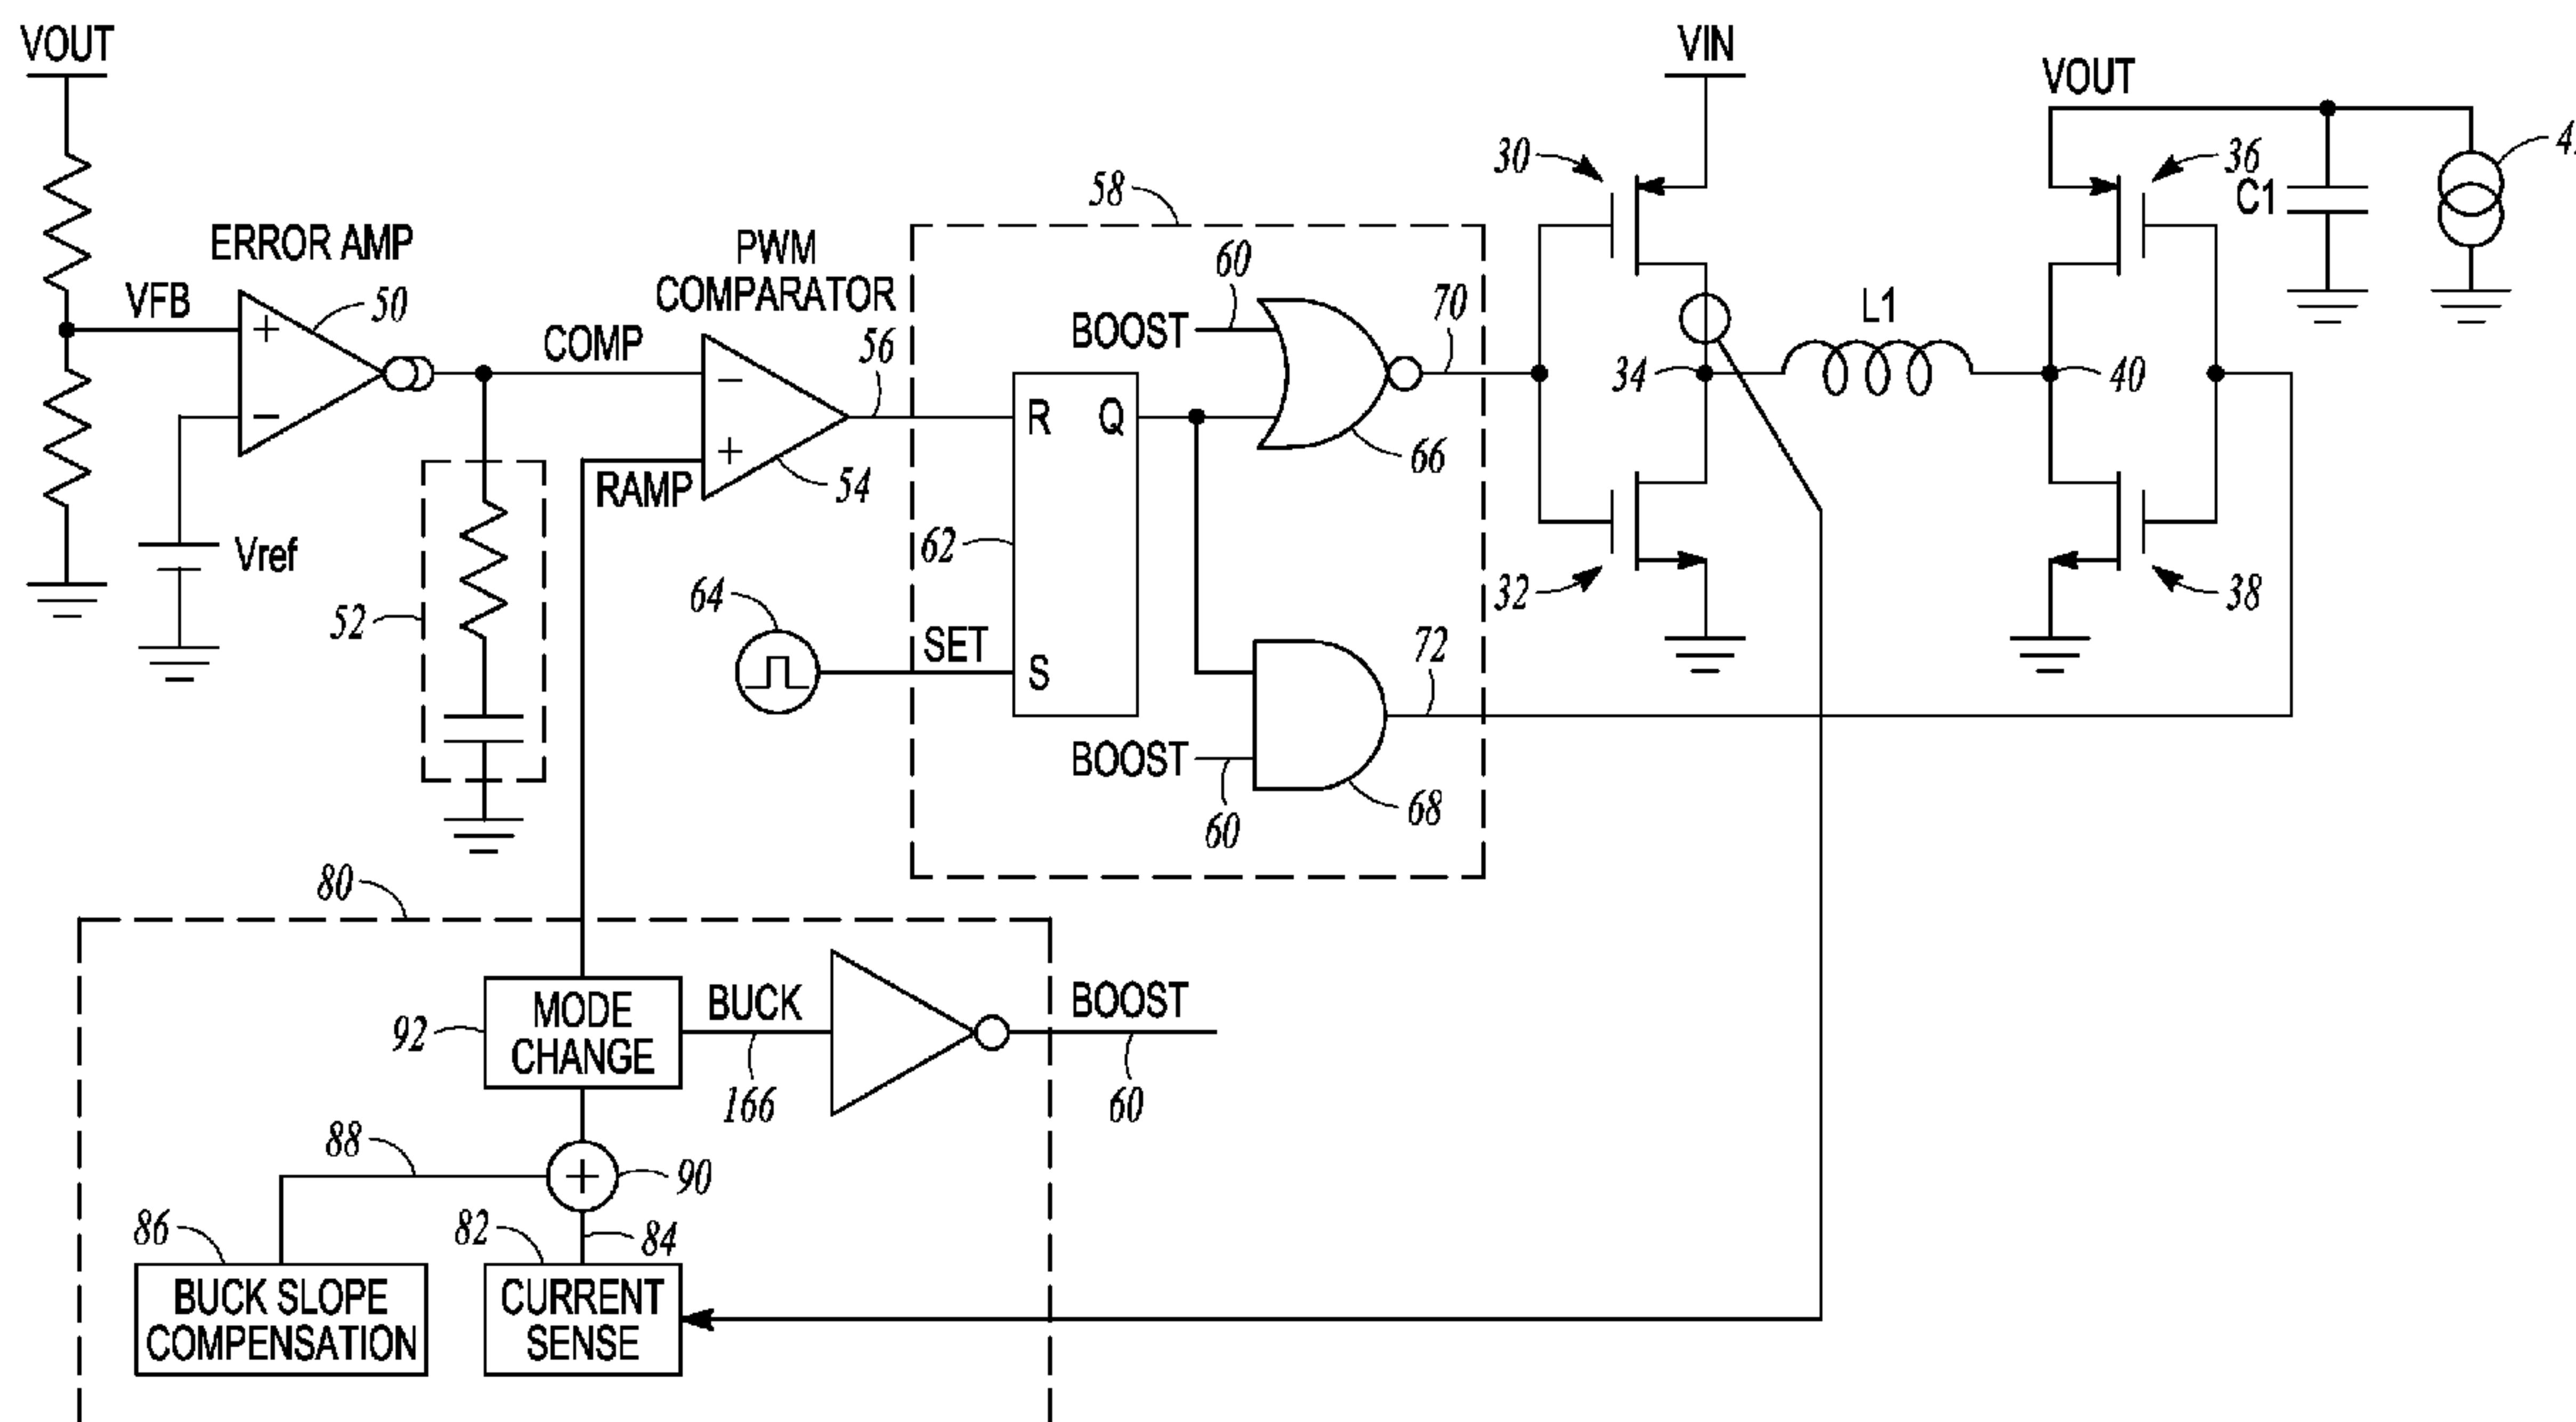 VOUT
VIN
VOUT
30
36
C1
4
58
ERROR AMP
PWM
COMPARATOR
60
VFB
50
COMP
56
BOOST
70
L1
+
−
34
40
R
Q
−
+
RAMP
54
66
Vref
62
32
38
52
64
SET
S
72
BOOST
60
68
80
MODE
CHANGE
92
BUCK
BOOST
166
60
88
+
90
86
82
84
BUCK SLOPE
COMPENSATION
CURRENT
SENSE